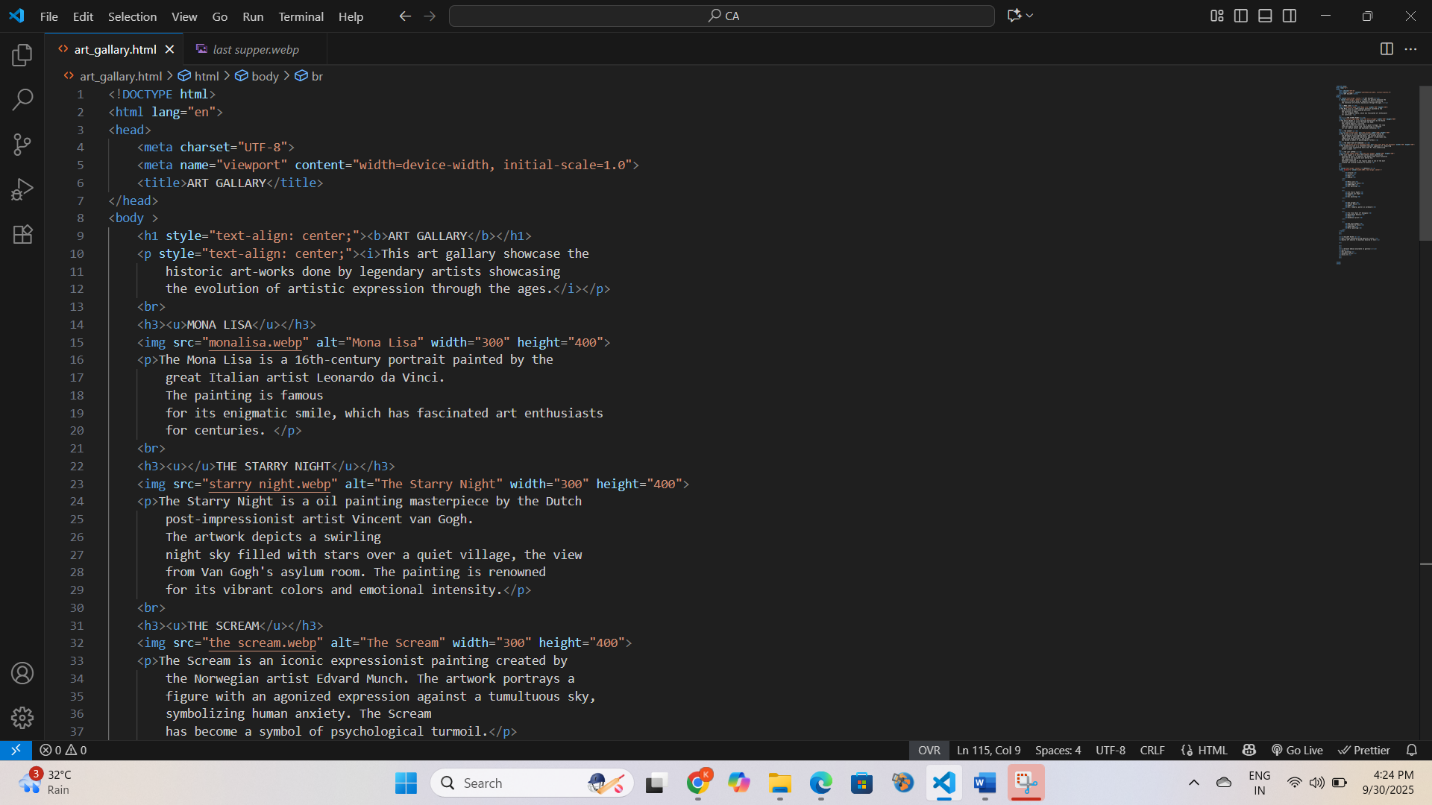 File Edit Selection View Go Run Terminal Help
CA
art_gallary.html
last supper.webp
art_gallary.html > html > body > br
1 <!DOCTYPE html>
2 <html lang="en">
3 <head>
4 <meta charset="UTF-8">
5 <meta name="viewport" content="width=device-width, initial-scale=1.0">
6 <title>ART GALLARY</title>
7 </head>
8 <body >
9 <h1 style="text-align: center;"><b>ART GALLARY</b></h1>
10 <p style="text-align: center;"><i>This art gallary showcase the
11 historic art-works done by legendary artists showcasing
12 the evolution of artistic expression through the ages.</i></p>
13 <br>
14 <h3><u>MONA LISA</u></h3>
15 <img src="monalisa.webp" alt="Mona Lisa" width="300" height="400">
16 <p>The Mona Lisa is a 16th-century portrait painted by the
17 great Italian artist Leonardo da Vinci.
18 The painting is famous
19 for its enigmatic smile, which has fascinated art enthusiasts
20 for centuries. </p>
21 <br>
22 <h3><u></u>THE STARRY NIGHT</u></h3>
23 <img src="starry night.webp" alt="The Starry Night" width="300" height="400">
24 <p>The Starry Night is a oil painting masterpiece by the Dutch
25 post-impressionist artist Vincent van Gogh.
26 The artwork depicts a swirling
27 night sky filled with stars over a quiet village, the view
28 from Van Gogh's asylum room. The painting is renowned
29 for its vibrant colors and emotional intensity.</p>
30 <br>
31 <h3><u>THE SCREAM</u></h3>
32 <img src="the scream.webp" alt="The Scream" width="300" height="400">
33 <p>The Scream is an iconic expressionist painting created by
34 the Norwegian artist Edvard Munch. The artwork portrays a
35 figure with an agonized expression against a tumultuous sky,
36 symbolizing human anxiety. The Scream
37 has become a symbol of psychological turmoil.</p>
0 0 OVR Ln 115, Col 9 Spaces: 4 UTF-8 CRLF HTML Go Live Prettier
3 32°C
Rain
Search
K
ENG
IN
4:24 PM
9/30/2025